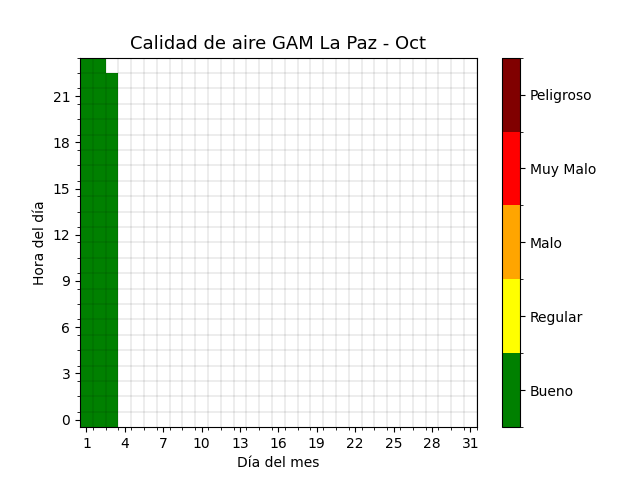 Calidad de aire GAM La Paz - Oct
Hora del día
21
18
15
12
9
6
3
0
1 4 7 10 13 16 19 22 25 28 31
Día del mes
Peligroso
Muy Malo
Malo
Regular
Bueno